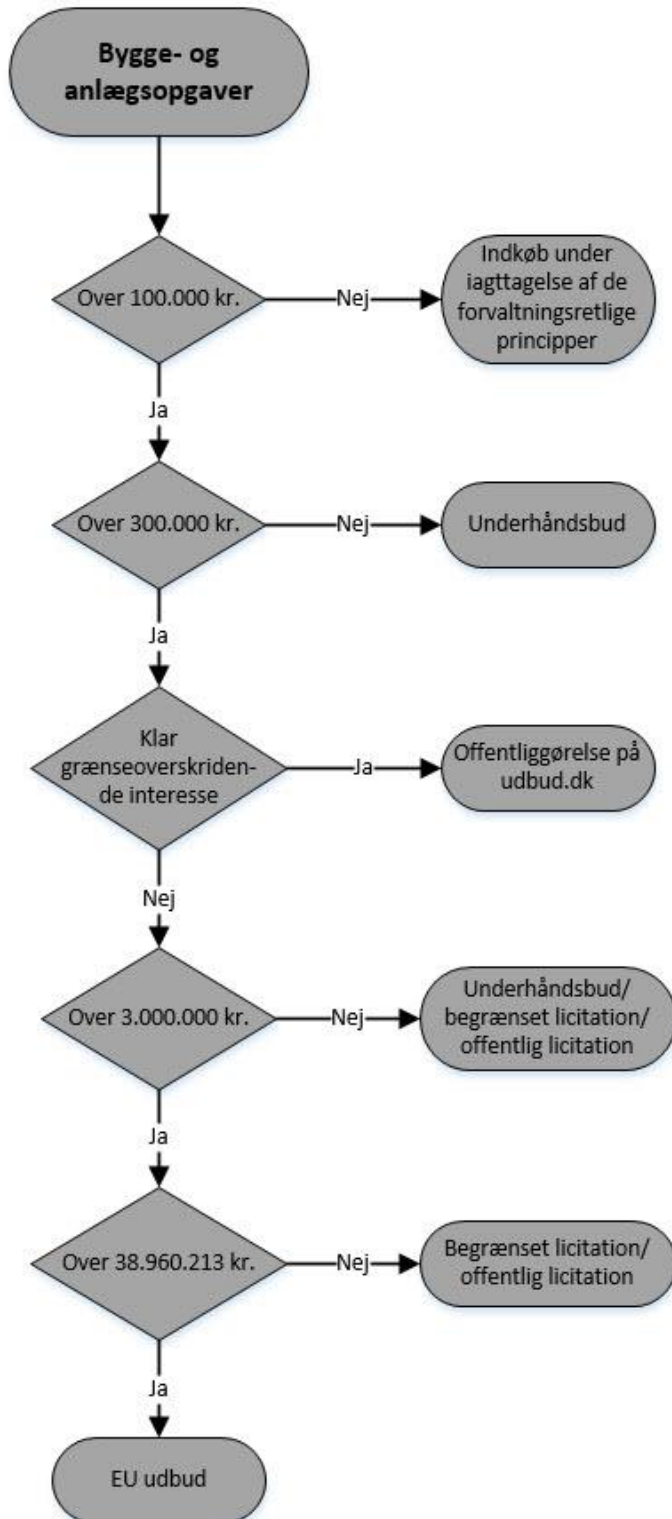 Bygge- og
anlægsopgaver
Over 100.000 kr.
Nej
Indkøb under
iagttagelse af de
forvaltningsretlige
principper
Ja
Over 300.000 kr.
Nej
Underhåndsbud
Ja
Klar
grænseoverskriden-
de interesse
Ja
Offentliggørelse på
udbud.dk
Nej
Over 3.000.000 kr.
Nej
Underhåndsbud/
begrænset licitation/
offentlig licitation
Ja
Over 38.960.213 kr.
Nej
Begrænset licitation/
offentlig licitation
Ja
EU udbud